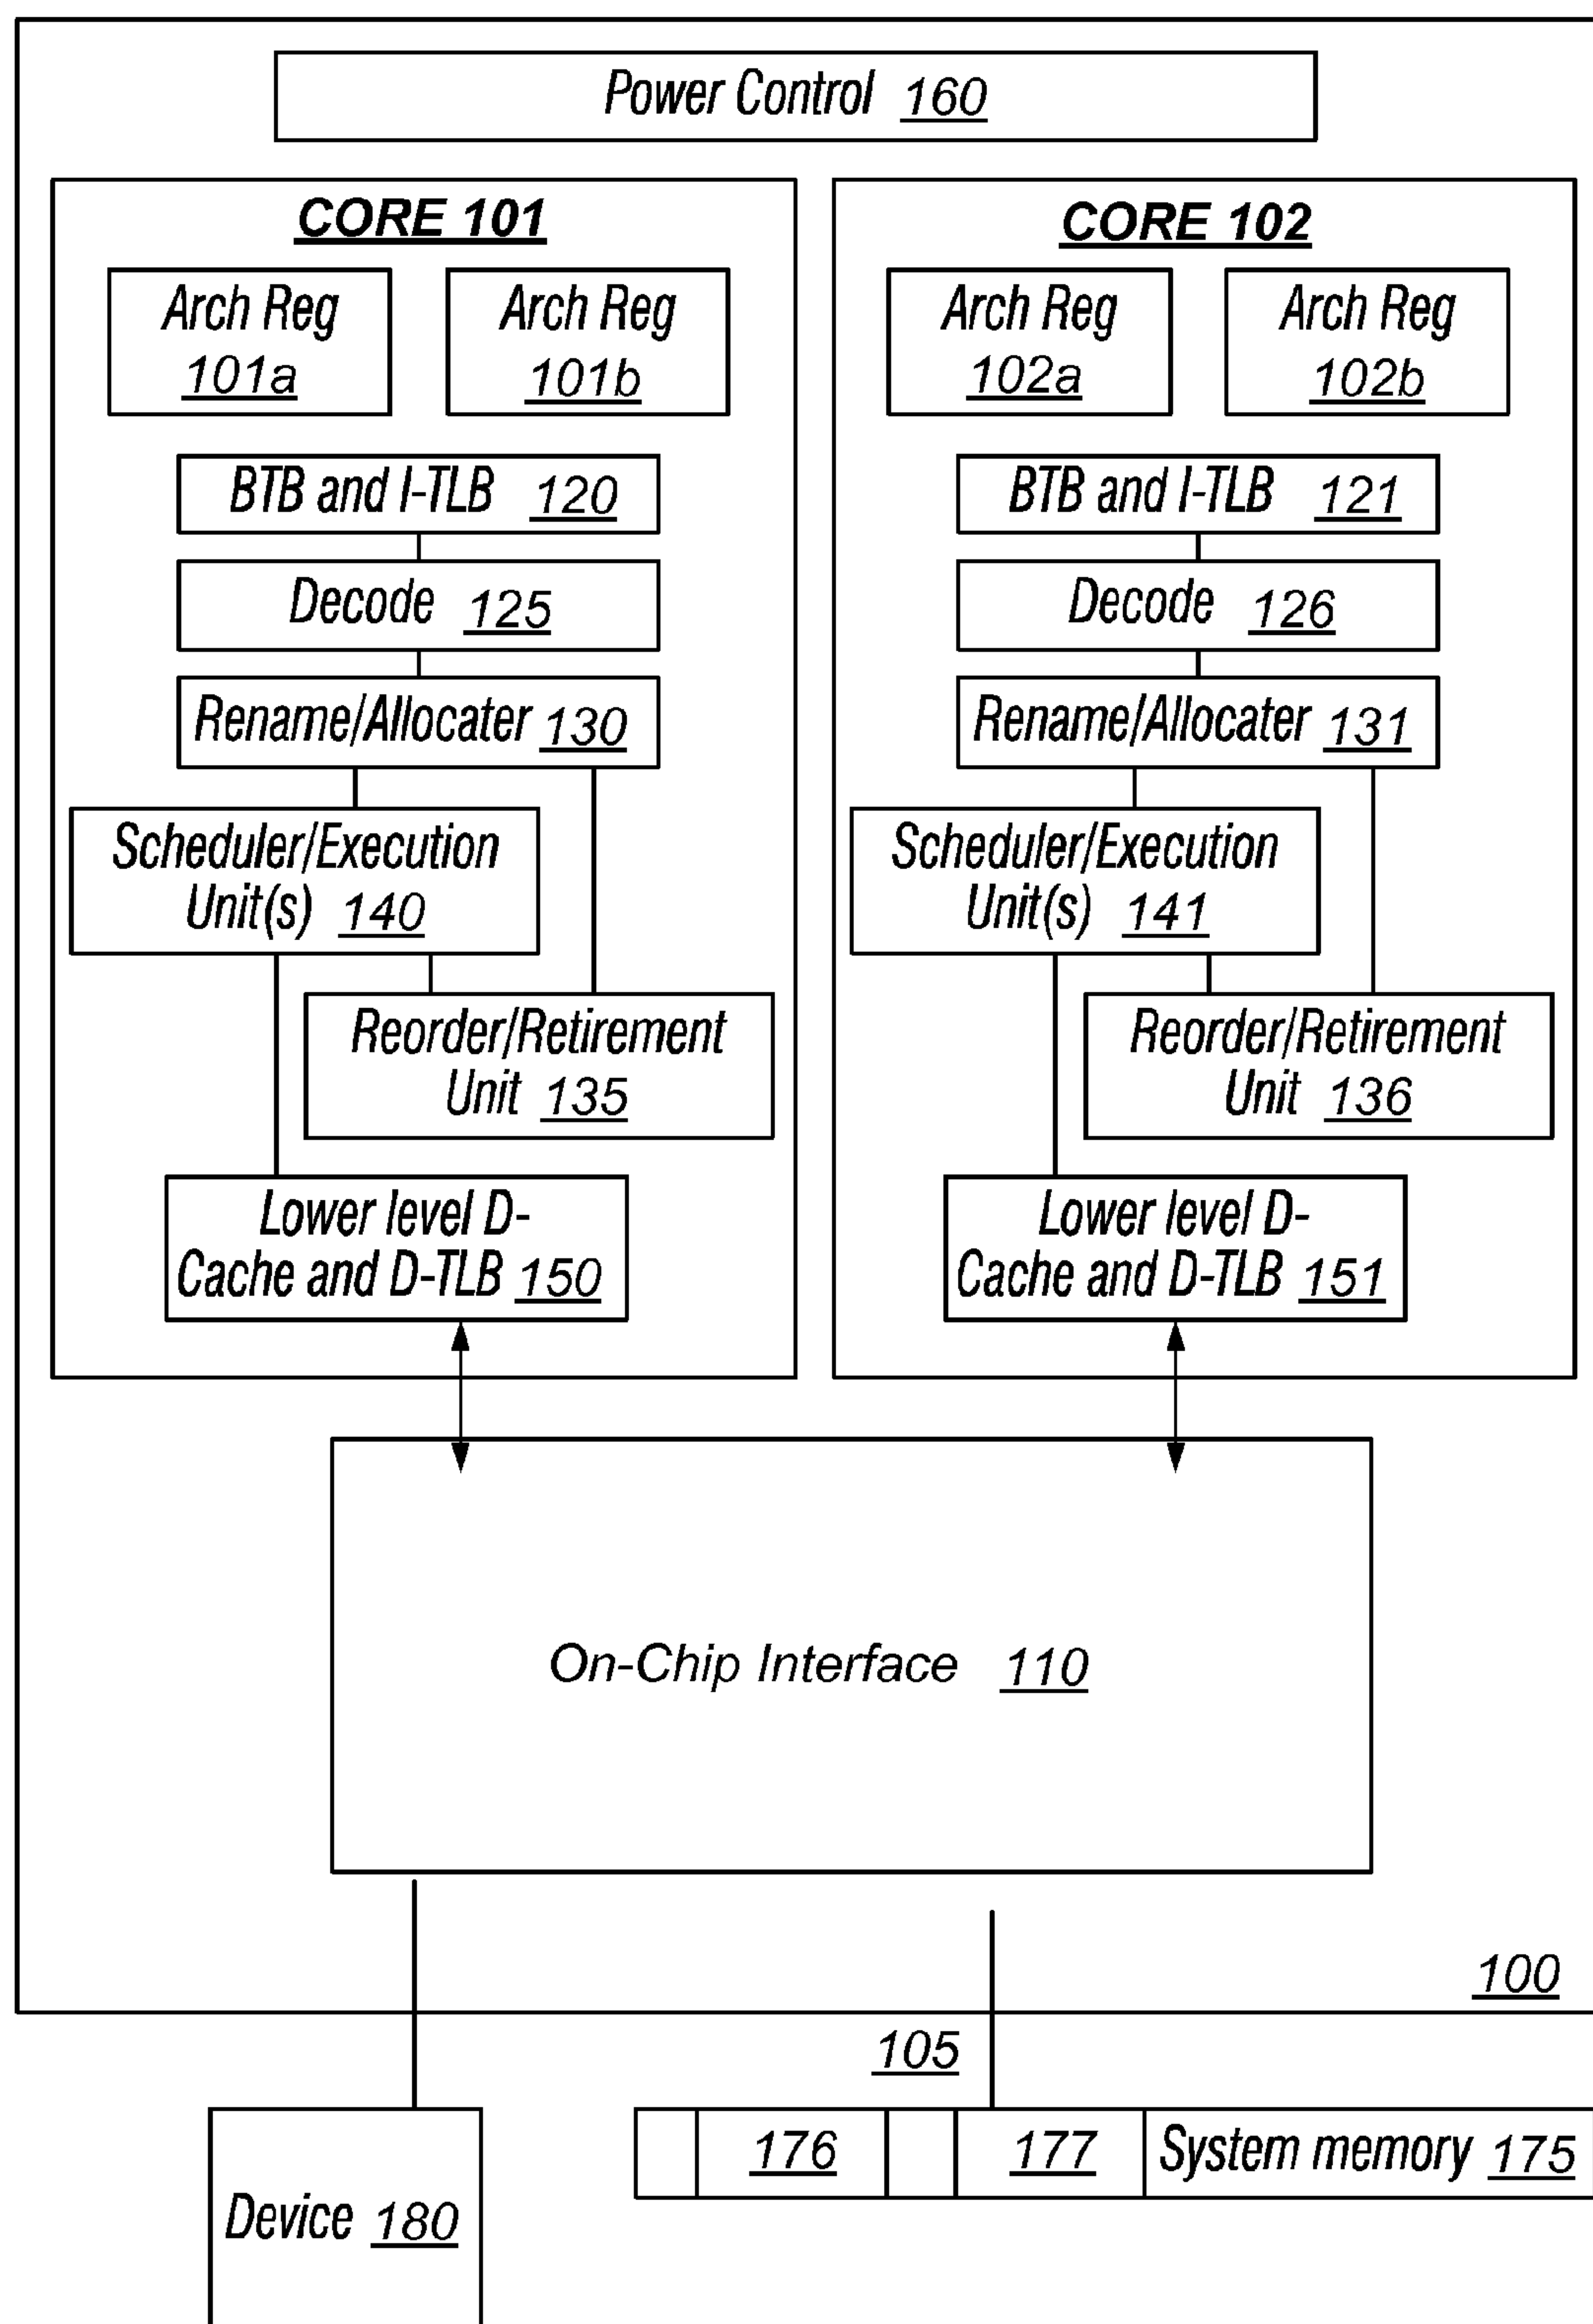 Power Control 160
CORE 101
Arch Reg
101a
Arch Reg
101b
BTB and I-TLB 120
Decode 125
Rename/Allocater 130
Scheduler/Execution
Unit(s) 140
Reorder/Retirement
Unit 135
Lower level D-
Cache and D-TLB 150
CORE 102
Arch Reg
102a
Arch Reg
102b
BTB and I-TLB 121
Decode 126
Rename/Allocater 131
Scheduler/Execution
Unit(s) 141
Reorder/Retirement
Unit 136
Lower level D-
Cache and D-TLB 151
On-Chip Interface 110
100
105
176
177
System memory 175
Device 180